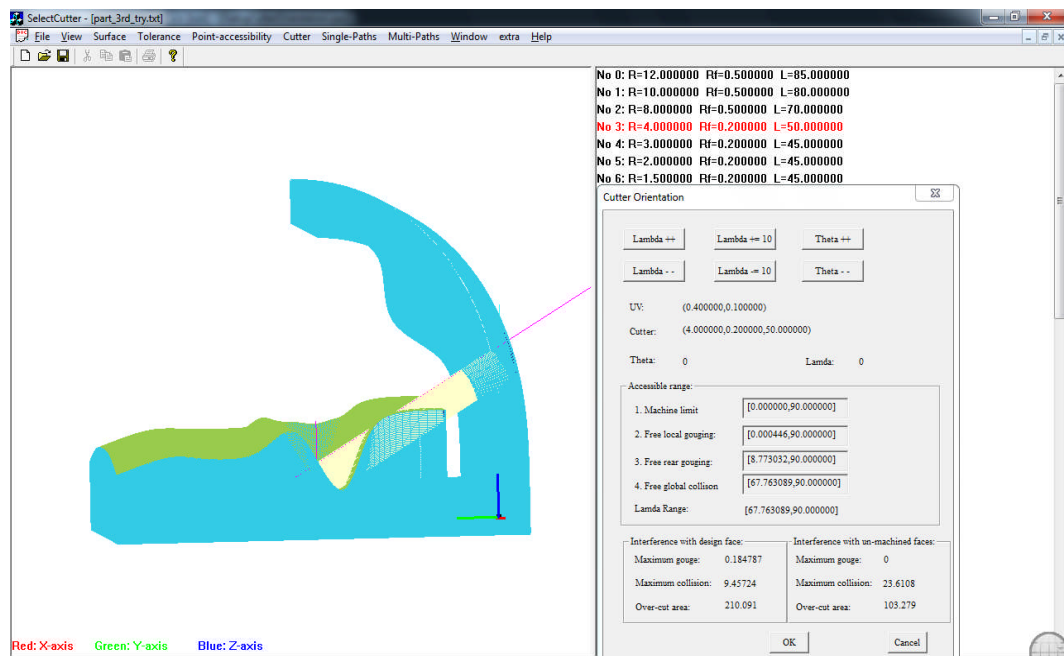 SelectCutter - [part_3rd_try.txt]
File View Surface Tolerance Point-accessibility Cutter Single-Paths Multi-Paths Window extra Help
No 0: R=12.000000 Rf=0.500000 L=85.000000
No 1: R=10.000000 Rf=0.500000 L=80.000000
No 2: R=8.000000 Rf=0.500000 L=70.000000
No 3: R=4.000000 Rf=0.200000 L=50.000000
No 4: R=3.000000 Rf=0.200000 L=45.000000
No 5: R=2.000000 Rf=0.200000 L=45.000000
No 6: R=1.500000 Rf=0.200000 L=45.000000
Cutter Orientation
Lambda ++ Lambda += 10 Theta ++
Lambda - - Lambda -= 10 Theta - -
UV: (0.400000,0.100000)
Cutter: (4.000000,0.200000,50.000000)
Theta: 0 Lamda: 0
Accessible range:
1. Machine limit [0.000000,90.000000]
2. Free local gouging: [0.000446,90.000000]
3. Free rear gouging: [8.773032,90.000000]
4. Free global collison [67.763089,90.000000]
Lamda Range: [67.763089,90.000000]
Interference with design face: Interference with un-machined faces:
Maximum gouge: 0.184787 Maximum gouge: 0
Maximum collision: 9.45724 Maximum collision: 23.6108
Over-cut area: 210.091 Over-cut area: 103.279
OK Cancel
Red: X-axis Green: Y-axis Blue: Z-axis